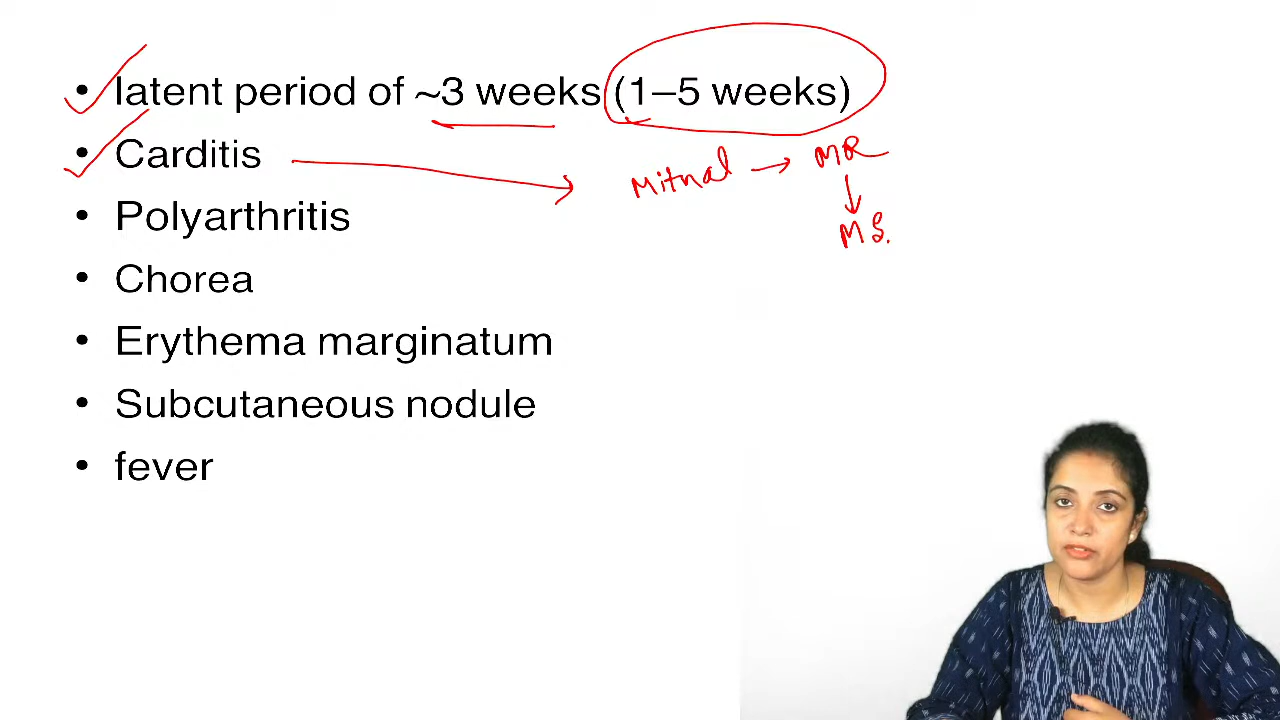 • latent period of ~3 weeks (1–5 weeks)
• Carditis
Mitral → MR
↓
MS.
• Polyarthritis
• Chorea
• Erythema marginatum
• Subcutaneous nodule
• fever